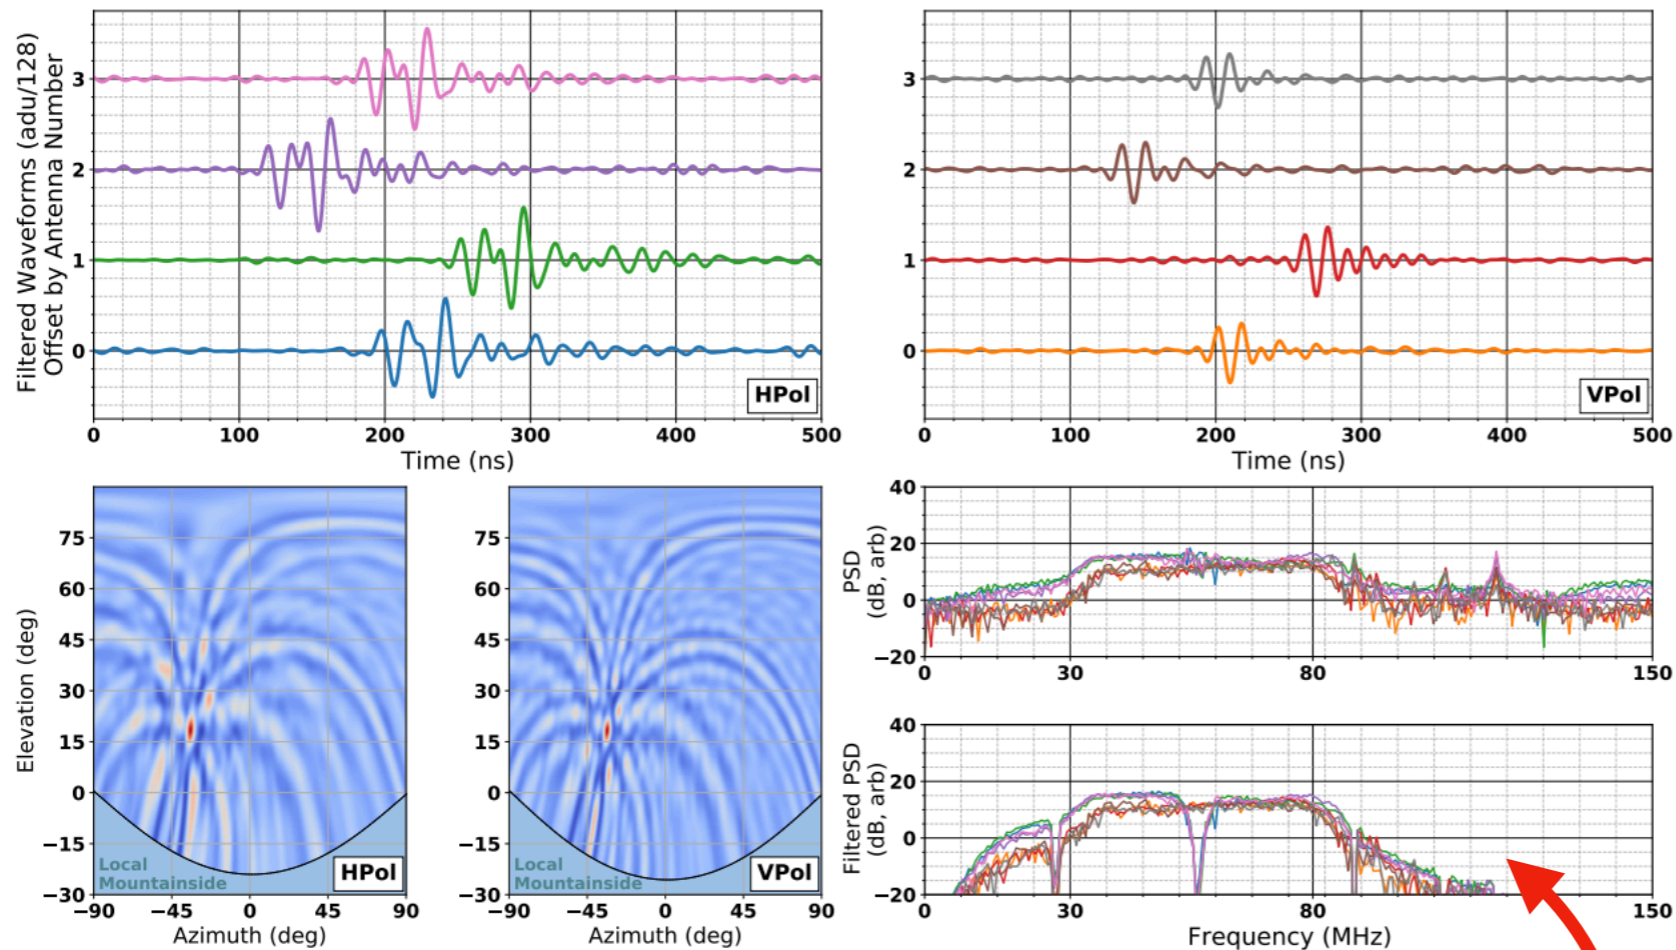 Filtered Waveforms (adu/128)
Offset by Antenna Number
3
2
1
0
HPol
0 100 200 300 400 500
Time (ns)
3
2
1
0
VPol
0 100 200 300 400 500
Time (ns)
Elevation (deg)
75
60
45
30
15
0
−15
−30
Local
Mountainside
HPol
−90 −45 0 45 90
Azimuth (deg)
75
60
45
30
15
0
−15
−30
Local
Mountainside
VPol
−90 −45 0 45 90
Azimuth (deg)
PSD
(dB, arb)
40
20
0
−20
0 30 80 150
Filtered PSD
(dB, arb)
40
20
0
−20
0 30 80 150
Frequency (MHz)